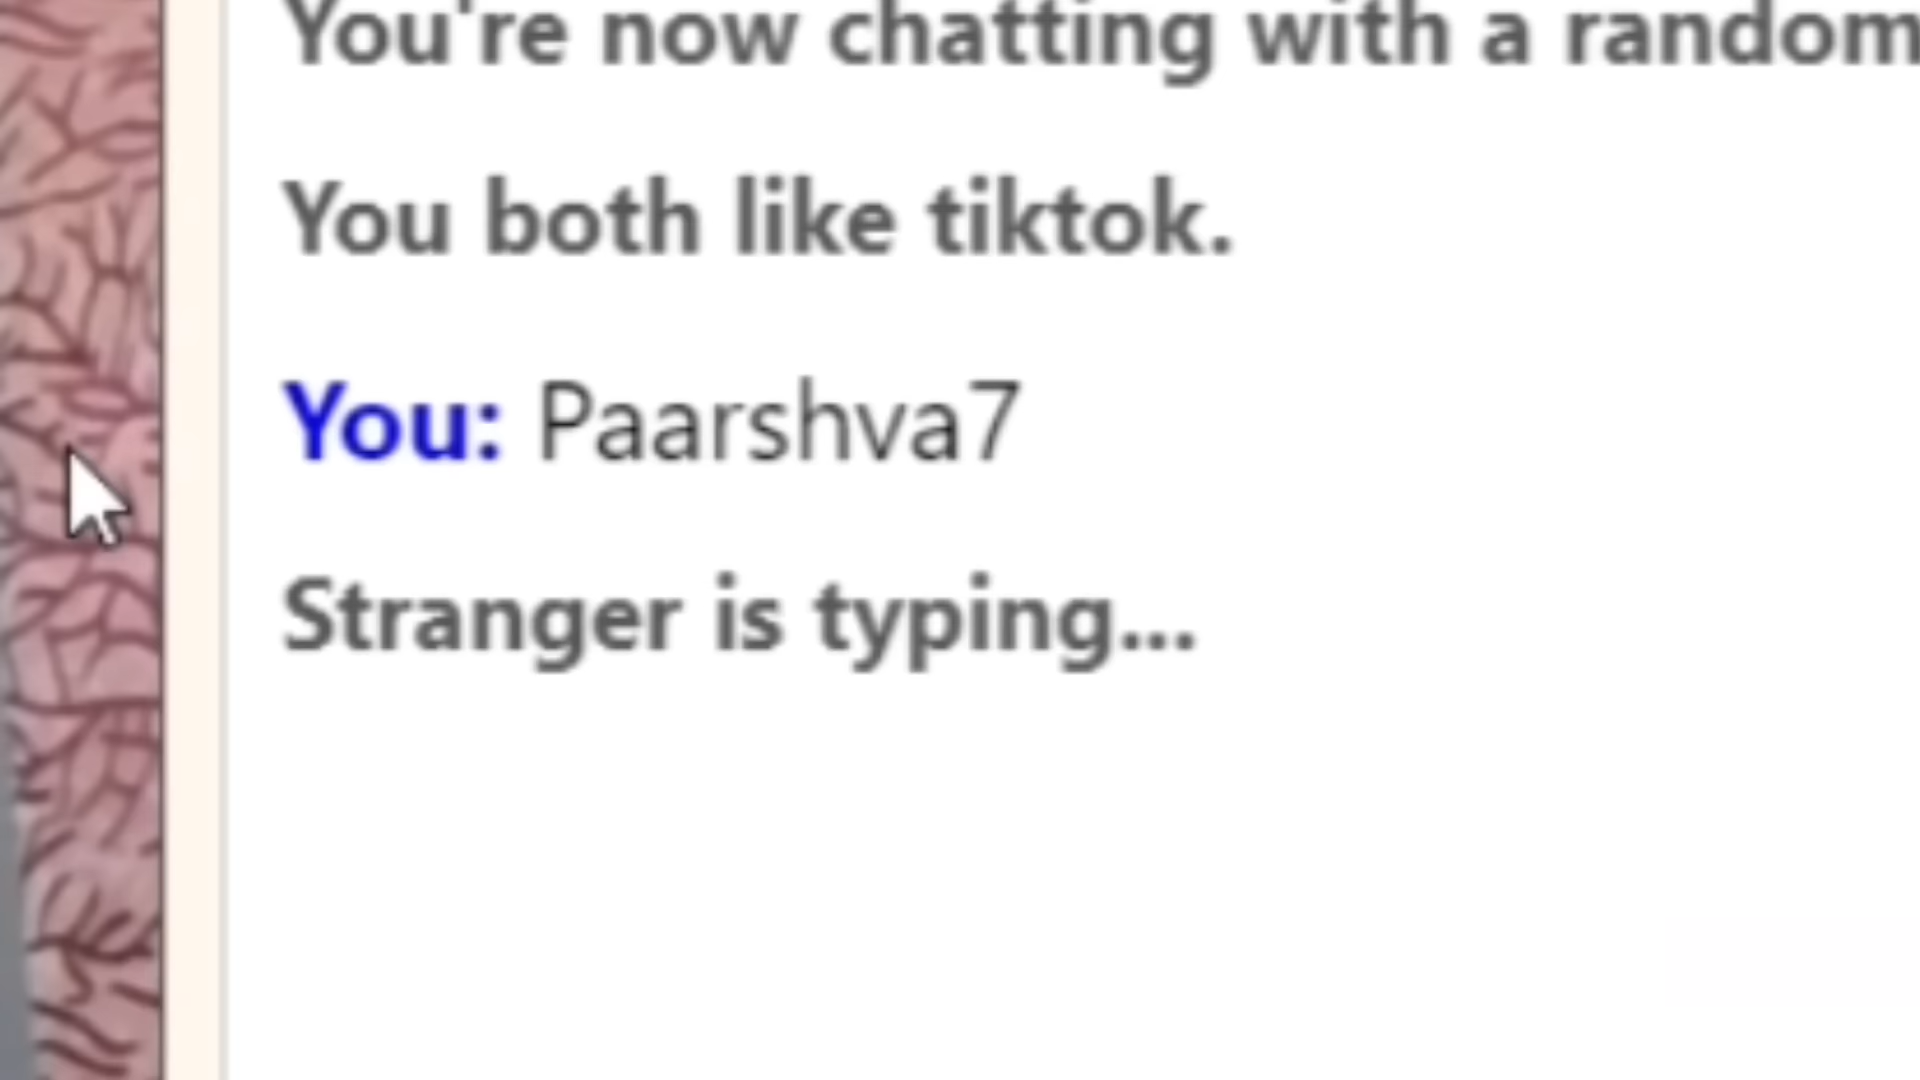 You're now chatting with a random
You both like tiktok.
You: Paarshva7
Stranger is typing...